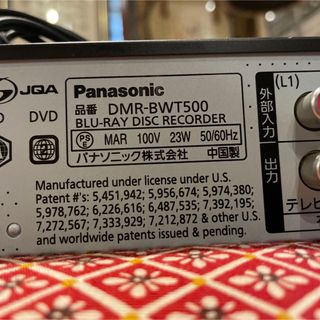 JQA
Panasonic
品番 DMR-BWT500
DVD
BLU-RAY DISC RECORDER
PSE MAR 100V 23W 50/60Hz
パナソニック株式会社 中国製
(L1)
外部入力
出力
テレビ
Manufactured under license under U.S.
Patent #'s: 5,451,942; 5,956,674; 5,974,380;
5,978,762; 6,226,616; 6,487,535; 7,392,195;
7,272,567; 7,333,929; 7,212,872 & other U.S.
and worldwide patents issued & pending.